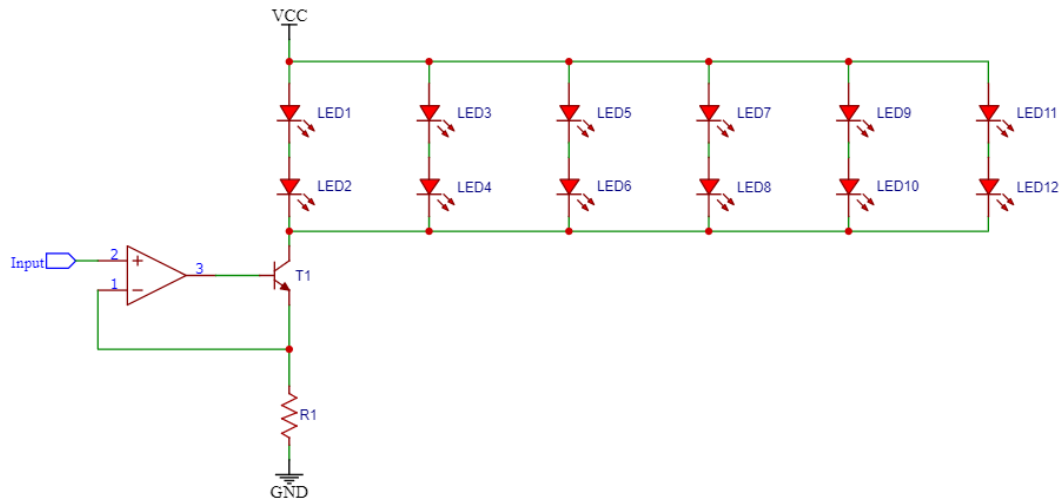 VCC
LED1
LED3
LED5
LED7
LED9
LED11
LED2
LED4
LED6
LED8
LED10
LED12
Input
2
+
3
1
−
T1
R1
GND